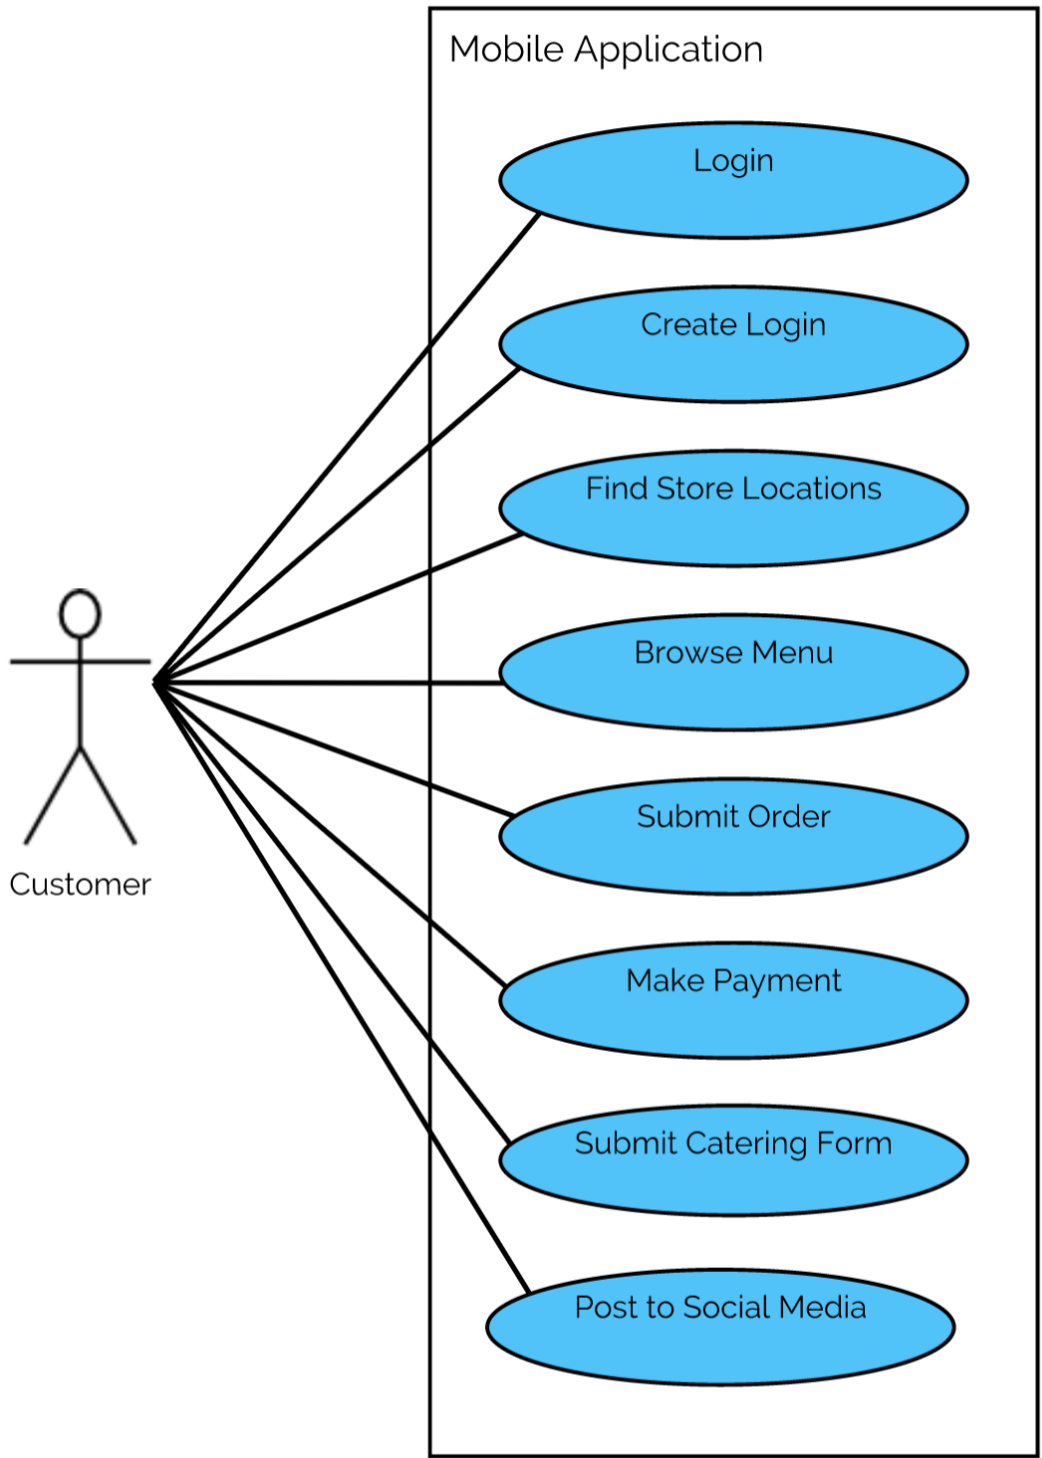 Mobile Application
Login
Create Login
Find Store Locations
Browse Menu
Submit Order
Customer
Make Payment
Submit Catering Form
Post to Social Media